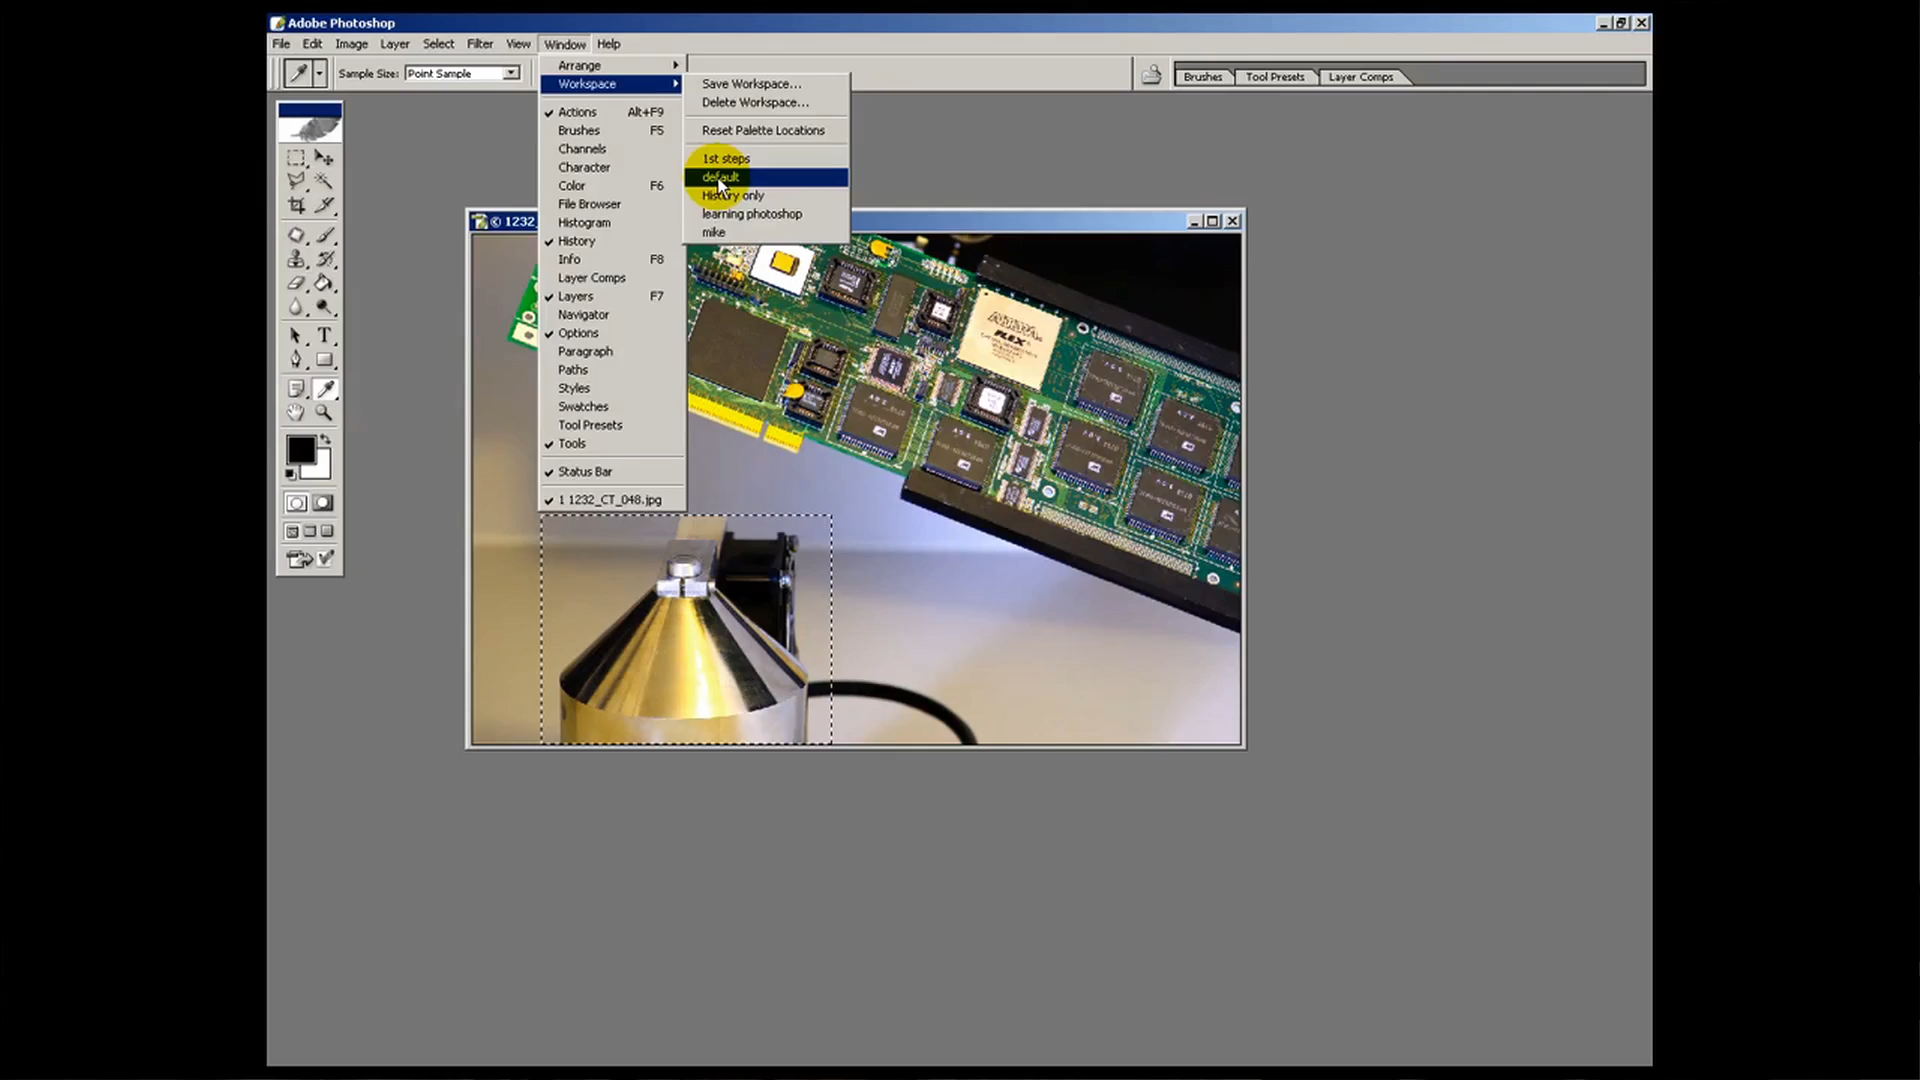 Adobe Photoshop
File Edit Image Layer Select Filter View Window Help
Sample Size: Point Sample
Brushes Tool Presets Layer Comps
Arrange
Workspace
Actions Alt+F9
Brushes F5
Channels
Character
Color F6
File Browser
Histogram
History
Info F8
Layer Comps
Layers F7
Navigator
Options
Paragraph
Paths
Styles
Swatches
Tool Presets
Tools
Status Bar
1 1232_CT_048.jpg
Save Workspace...
Delete Workspace...
Reset Palette Locations
1st steps
default
History only
learning photoshop
mike
© 1232_
FLEX